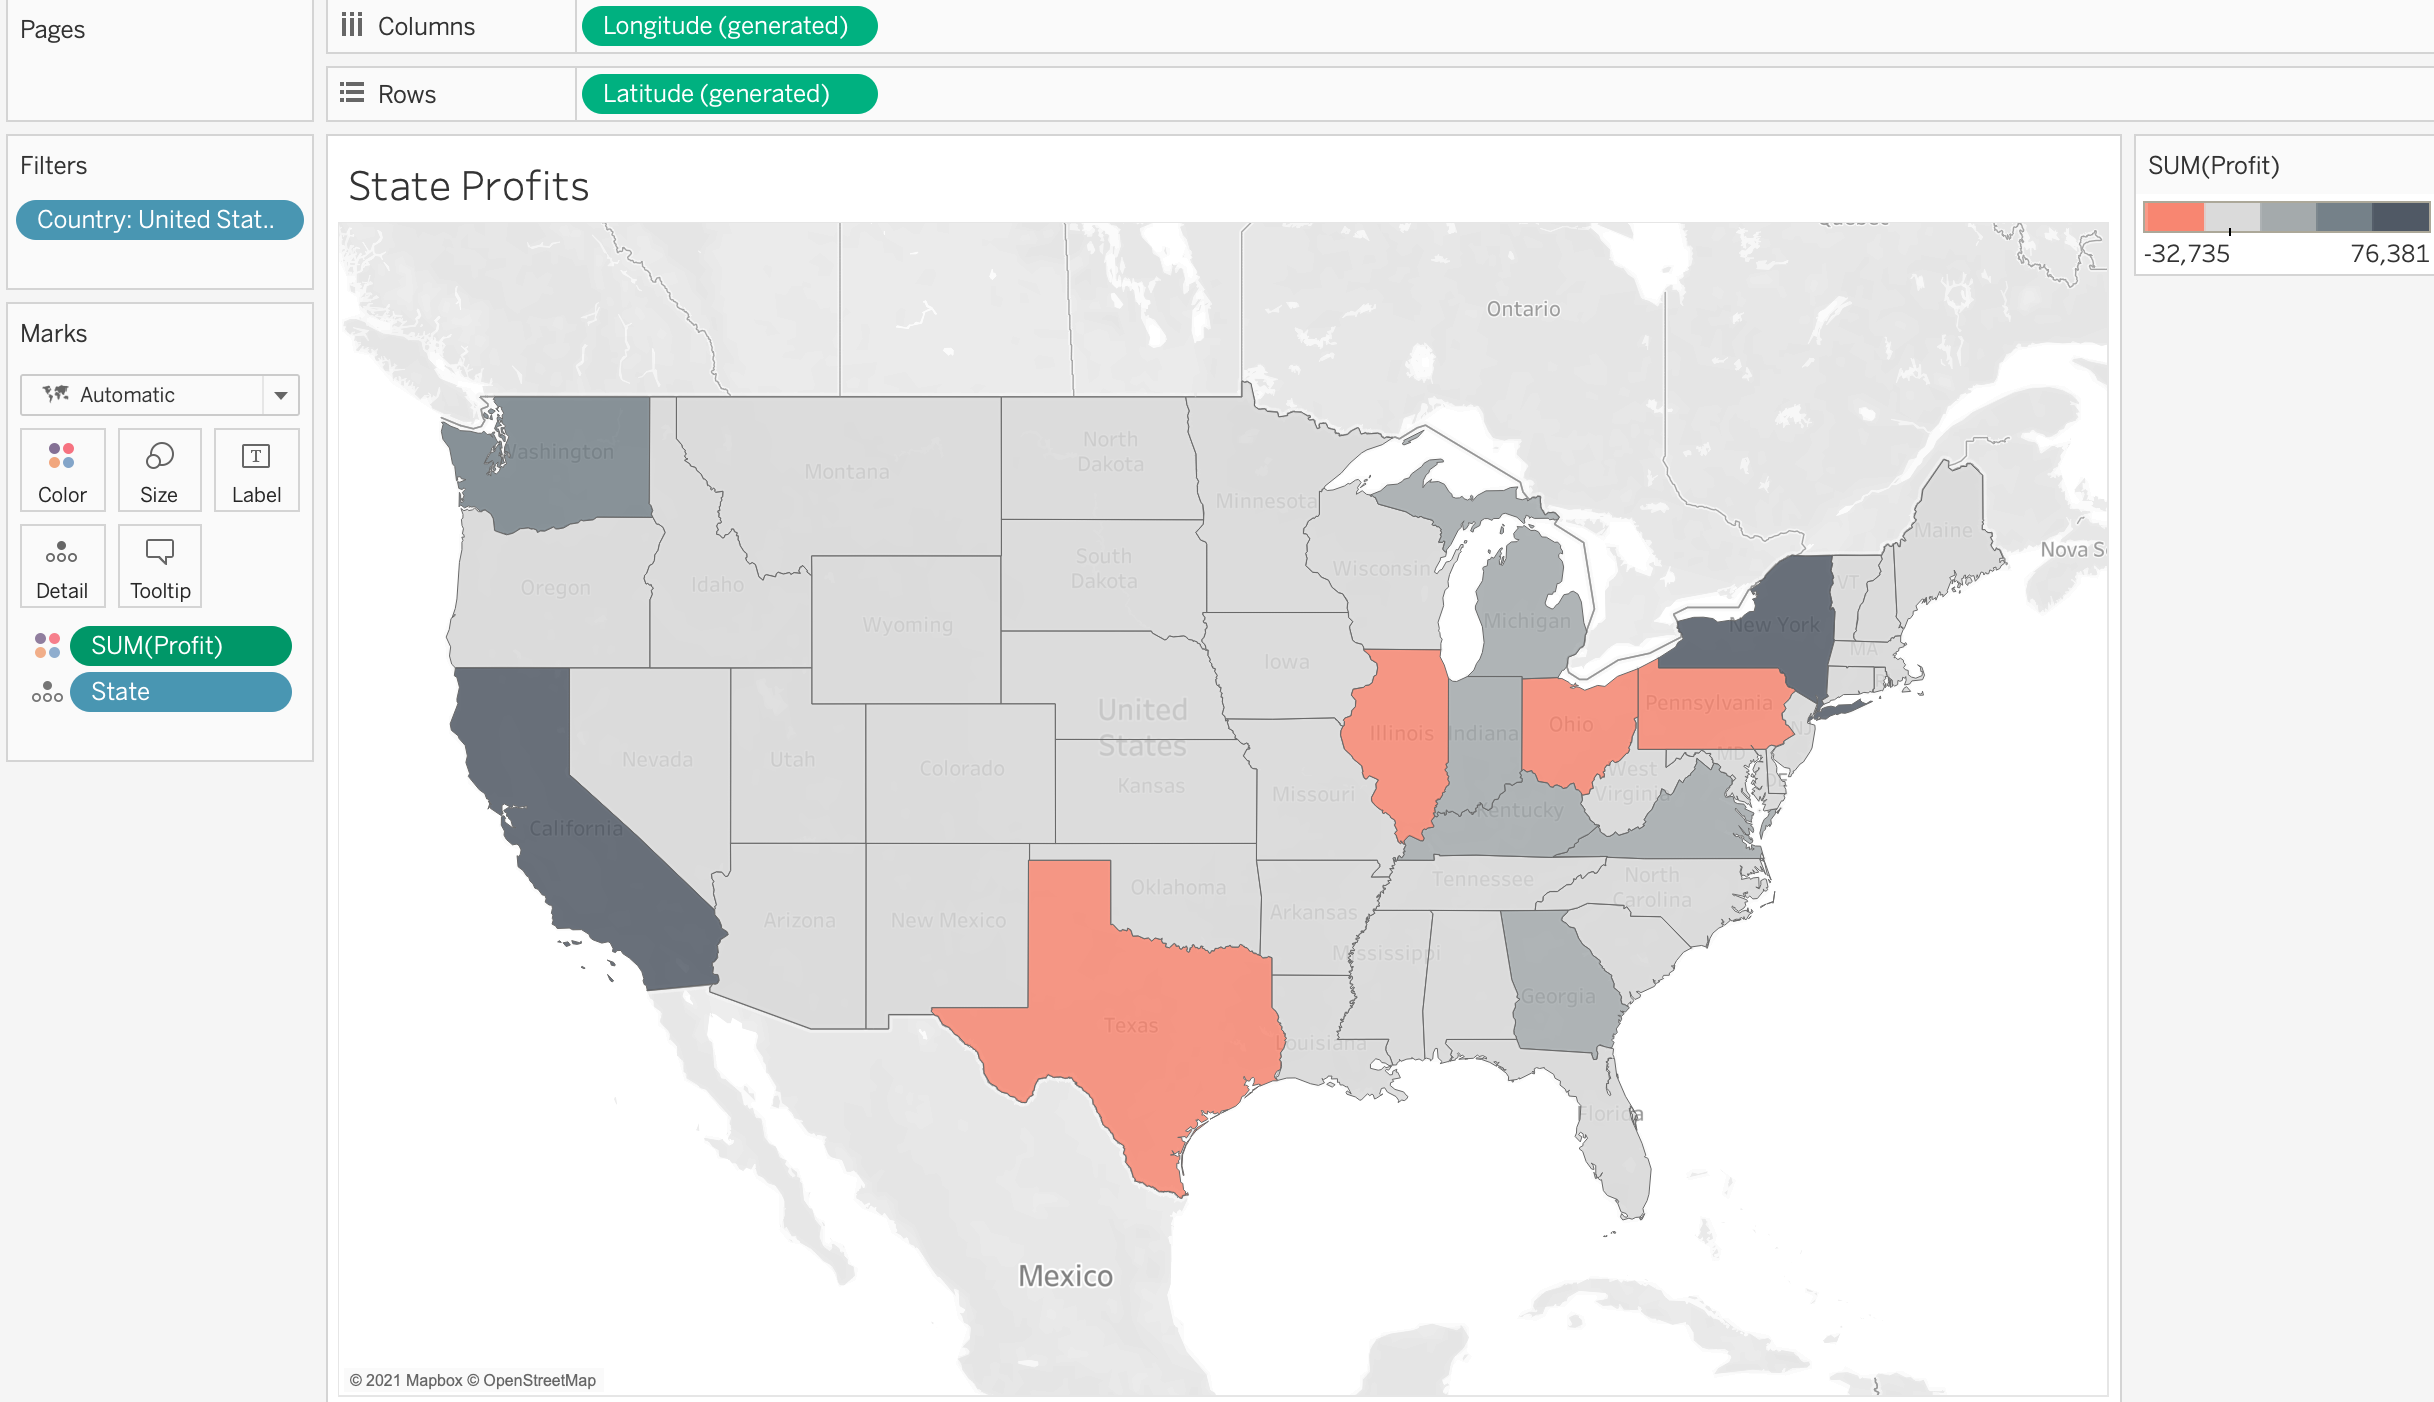 Pages
Columns
Longitude (generated)
Rows
Latitude (generated)
Filters
Country: United Stat..
Marks
Automatic
Color
Size
Label
Detail
Tooltip
SUM(Profit)
State
State Profits
SUM(Profit)
-32,735
76,381
Ontario
Nova S
Washington
Montana
North
Dakota
Minnesota
Maine
Oregon
Idaho
South
Dakota
Wisconsin
Michigan
VT
New York
Wyoming
MA
Iowa
Pennsylvania
United
States
Illinois
Indiana
Ohio
NJ
Nevada
Utah
Colorado
Kansas
Missouri
West
Virginia
MD
DE
California
Kentucky
Oklahoma
Tennessee
North
Carolina
Arizona
New Mexico
Arkansas
Mississippi
Georgia
Texas
Louisiana
Florida
Mexico
© 2021 Mapbox © OpenStreetMap